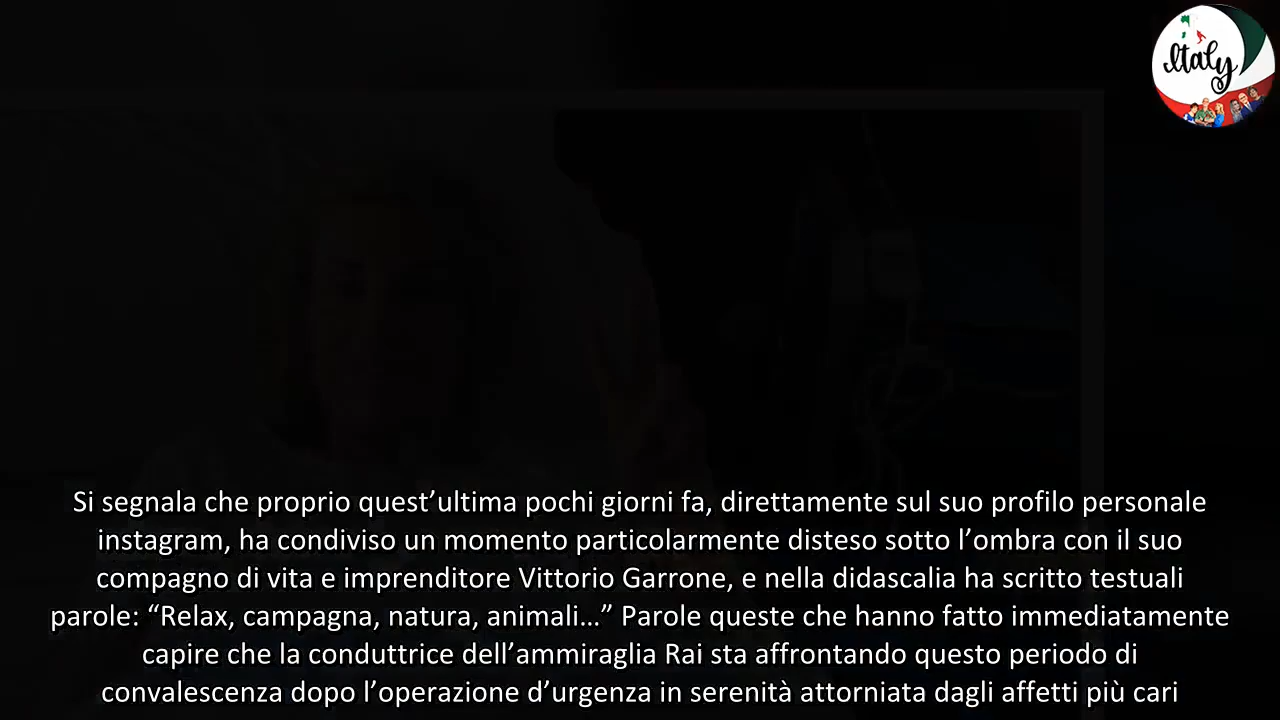 Italy
Si segnala che proprio quest’ultima pochi giorni fa, direttamente sul suo profilo personale
instagram, ha condiviso un momento particolarmente disteso sotto l’ombra con il suo
compagno di vita e imprenditore Vittorio Garrone, e nella didascalia ha scritto testuali
parole: “Relax, campagna, natura, animali…” Parole queste che hanno fatto immediatamente
capire che la conduttrice dell’ammiraglia Rai sta affrontando questo periodo di
convalescenza dopo l’operazione d’urgenza in serenità attorniata dagli affetti più cari